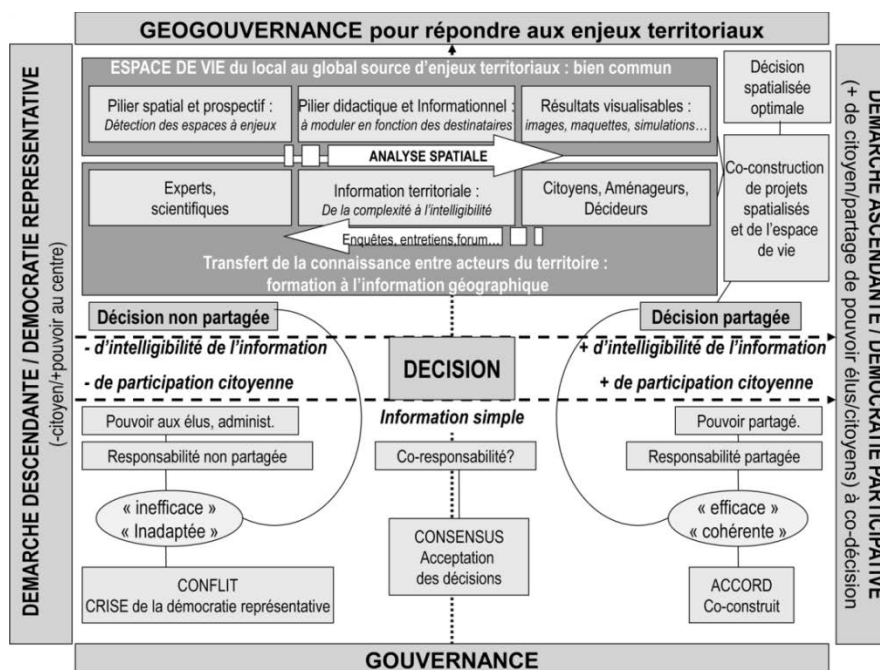 GEOGOUVERNANCE pour répondre aux enjeux territoriaux
DEMARCHE DESCENDANTE / DEMOCRATIE REPRESENTATIVE
(-citoyen/+pouvoir au centre)
ESPACE DE VIE du local au global source d'enjeux territoriaux : bien commun
Pilier spatial et prospectif :
Détection des espaces à enjeux
Pilier didactique et Informationnel :
à moduler en fonction des destinataires
Résultats visualisables :
images, maquettes, simulations…
ANALYSE SPATIALE
Experts,
scientifiques
Information territoriale :
De la complexité à l'intelligibilité
Citoyens, Aménageurs,
Décideurs
Enquêtes, entretiens,forum…
Transfert de la connaissance entre acteurs du territoire :
formation à l'information géographique
Décision
spatialisée
optimale
Co-construction
de projets
spatialisés
et de l'espace
de vie
DEMARCHE ASCENDANTE / DEMOCRATIE PARTICIPATIVE
(+ de citoyen/partage de pouvoir élus/citoyens) à co-décision
Décision non partagée
- d'intelligibilité de l'information
- de participation citoyenne
Pouvoir aux élus, administ.
Responsabilité non partagée
« inefficace »
« Inadaptée »
CONFLIT
CRISE de la démocratie représentative
DECISION
Information simple
Co-responsabilité?
CONSENSUS
Acceptation
des décisions
Décision partagée
+ d'intelligibilité de l'information
+ de participation citoyenne
Pouvoir partagé.
Responsabilité partagée
« efficace »
« cohérente »
ACCORD
Co-construit
GOUVERNANCE